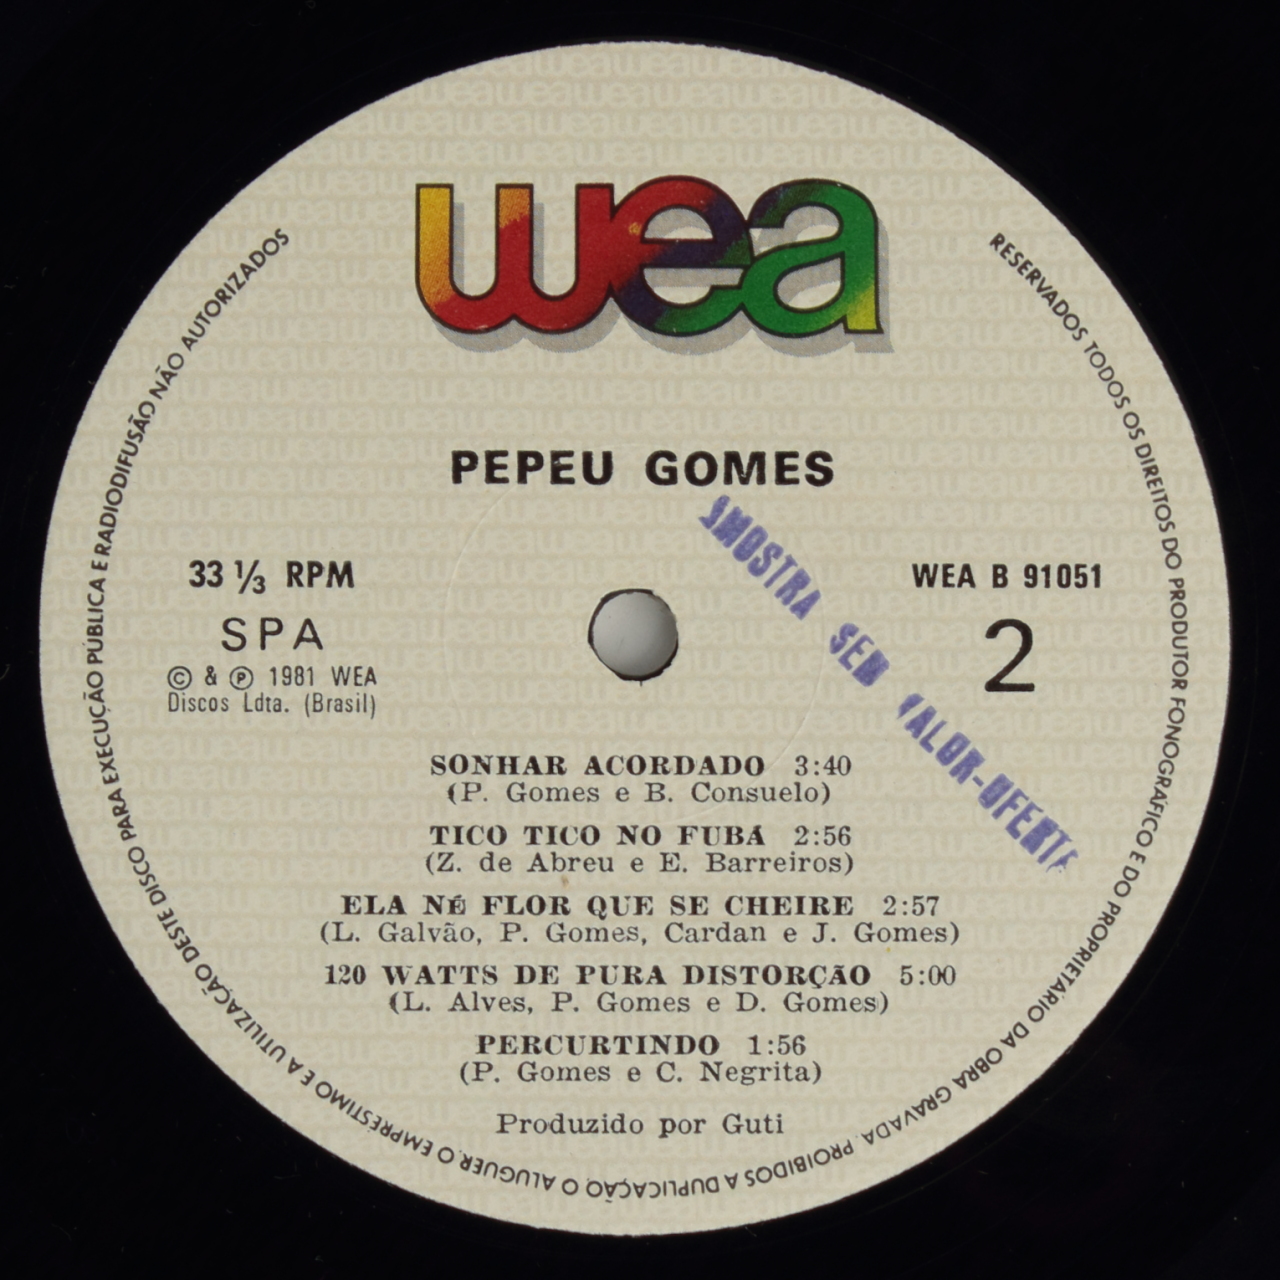 wea
PEPEU GOMES
33 ⅓ RPM
SPA
© & ℗ 1981 WEA
Discos Ldta. (Brasil)
WEA B 91051
2
AMOSTRA SEM VALOR-OFERTA
SONHAR ACORDADO 3:40
(P. Gomes e B. Consuelo)
TICO TICO NO FUBÁ 2:56
(Z. de Abreu e E. Barreiros)
ELA NÉ FLOR QUE SE CHEIRE 2:57
(L. Galvão, P. Gomes, Cardan e J. Gomes)
120 WATTS DE PURA DISTORÇÃO 5:00
(L. Alves, P. Gomes e D. Gomes)
PERCURTINDO 1:56
(P. Gomes e C. Negrita)
Produzido por Guti
RESERVADOS TODOS OS DIREITOS DO PRODUTOR FONOGRÁFICO E DO PROPRIETÁRIO DA OBRA GRAVADA. PROIBIDOS A DUPLICAÇÃO O ALUGUER, O EMPRÉSTIMO E A UTILIZAÇÃO DESTE DISCO PARA EXECUÇÃO PÚBLICA E RADIODIFUSÃO NÃO AUTORIZADOS